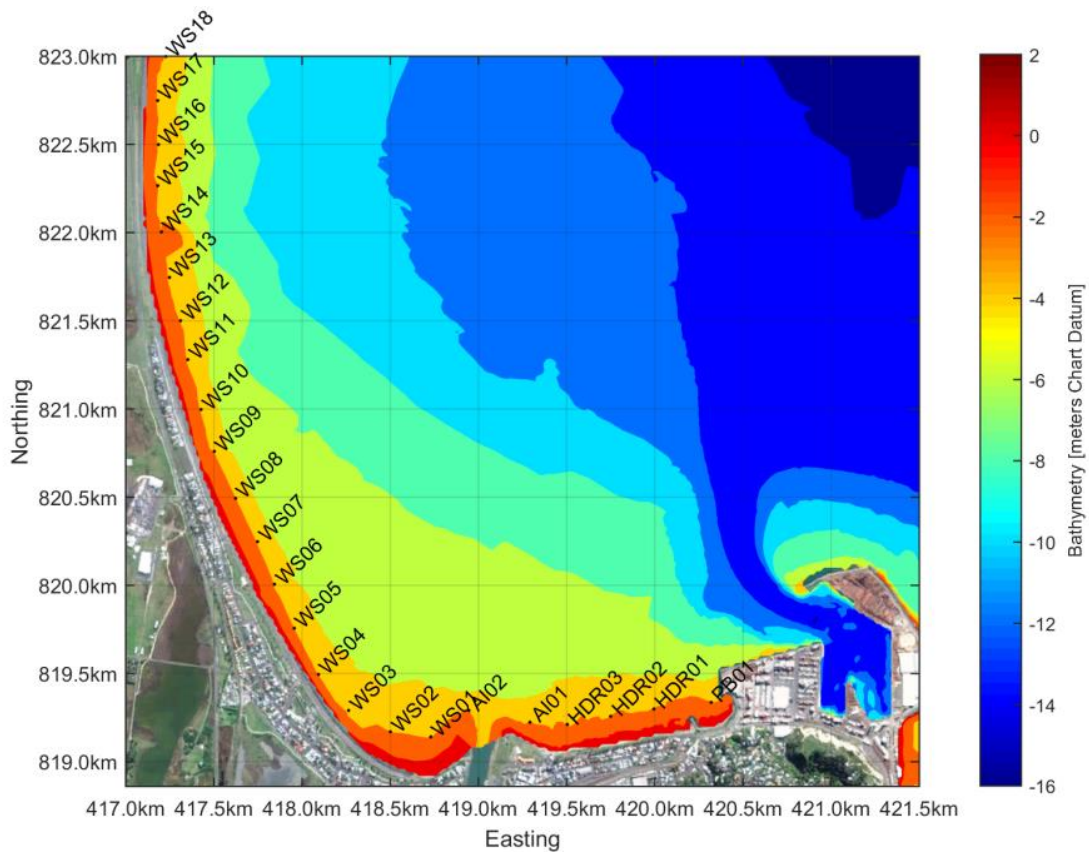 WS18
823.0km
WS17
WS16
822.5km
WS15
WS14
822.0km
WS13
WS12
821.5km
WS11
WS10
821.0km
WS09
WS08
820.5km
WS07
WS06
820.0km
WS05
WS04
819.5km
WS03
WS02
WS01
AI02
AI01
HDR03
HDR02
HDR01
PB01
819.0km
Northing
417.0km 417.5km 418.0km 418.5km 419.0km 419.5km 420.0km 420.5km 421.0km 421.5km
Easting
2
0
-2
-4
-6
-8
-10
-12
-14
-16
Bathymetry [meters Chart Datum]